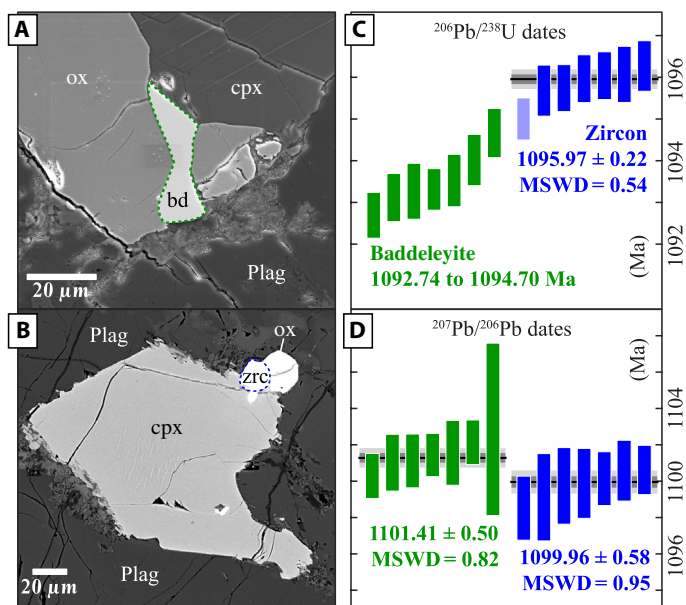 A
ox
cpx
bd
20 µm
Plag
B
Plag
ox
zrc
cpx
20 µm
Plag
C
206Pb/238U dates
1096
Zircon
1095.97 ± 0.22
MSWD = 0.54
1094
Baddeleyite
1092.74 to 1094.70 Ma
1092
(Ma)
D
207Pb/206Pb dates
(Ma)
1104
1100
1101.41 ± 0.50
MSWD = 0.82
1099.96 ± 0.58
MSWD = 0.95
1096